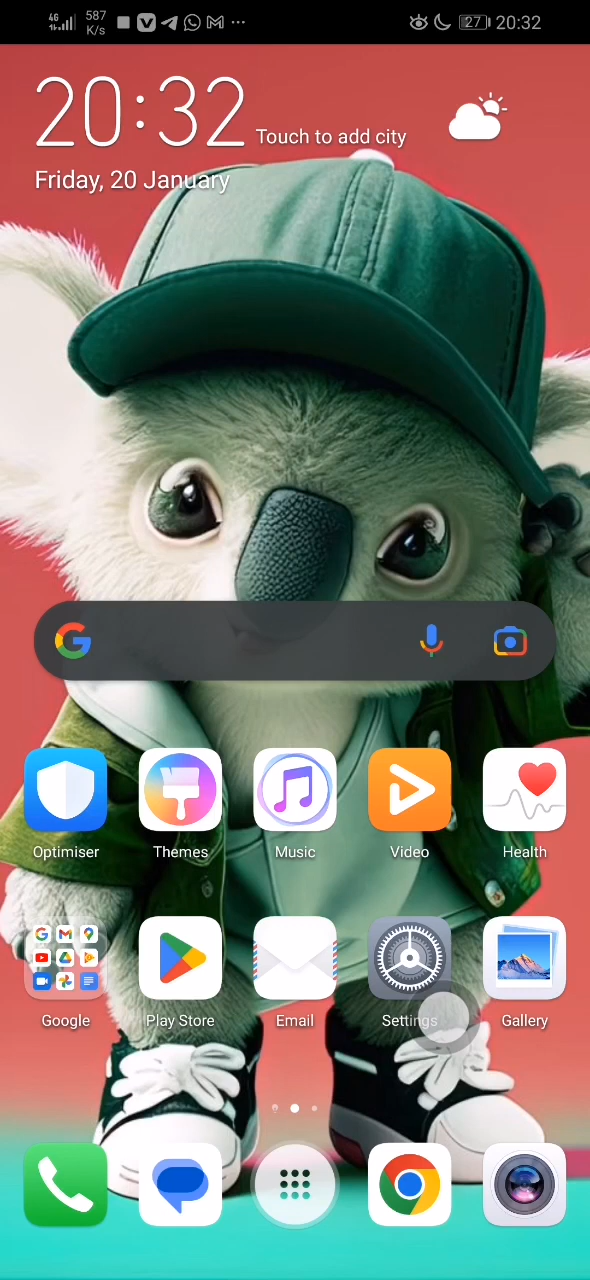 4G 587 K/s 27 20:32
20:32 Touch to add city
Friday, 20 January
Optimiser Themes Music Video Health
Google Play Store Email Settings Gallery